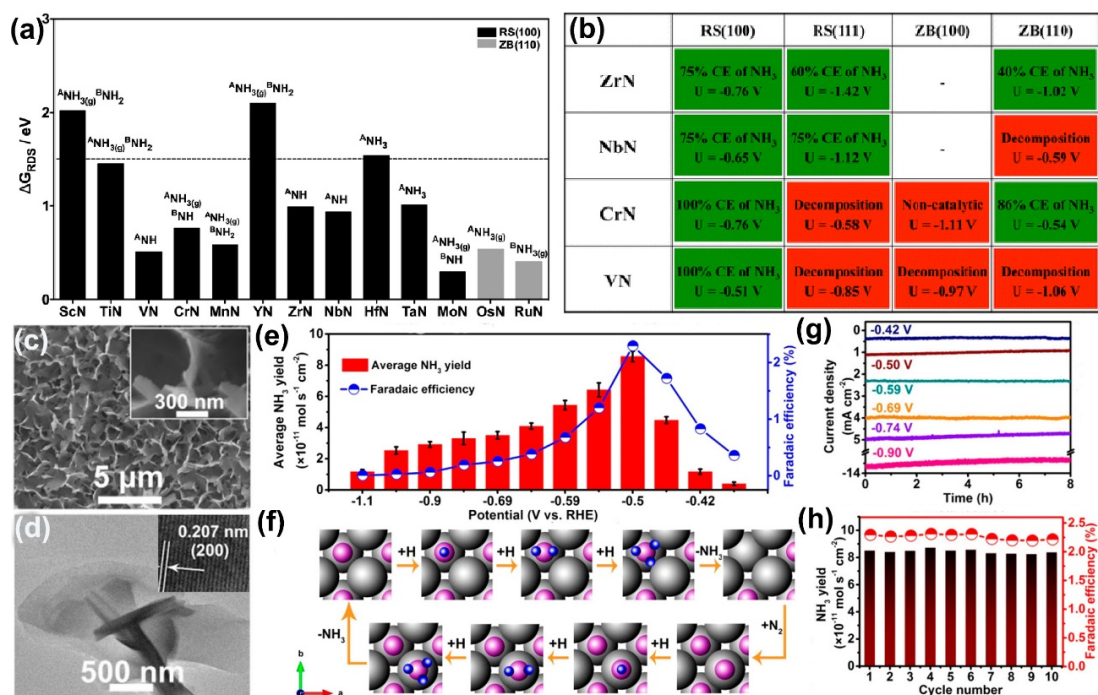 (a)
3
2
1
0
ΔG_RDS / eV
RS(100)
ZB(110)
ᴬNH₃₍g₎ᴮNH₂
ᴬNH₃₍g₎ᴮNH₂
ᴬNH
ᴬNH₃₍g₎
ᴮNH
ᴬNH₃₍g₎
ᴮNH₂
ᴬNH₃₍g₎ᴮNH₂
ᴬNH
ᴬNH
ᴬNH₃
ᴬNH₃
ᴬNH₃₍g₎
ᴮNH
ᴬNH₃₍g₎
ᴮNH₃₍g₎
ScN TiN VN CrN MnN YN ZrN NbN HfN TaN MoN OsN RuN
(b)
RS(100) RS(111) ZB(100) ZB(110)
ZrN
75% CE of NH₃
U = -0.76 V
60% CE of NH₃
U = -1.42 V
-
40% CE of NH₃
U = -1.02 V
NbN
75% CE of NH₃
U = -0.65 V
75% CE of NH₃
U = -1.12 V
-
Decomposition
U = -0.59 V
CrN
100% CE of NH₃
U = -0.76 V
Decomposition
U = -0.58 V
Non-catalytic
U = -1.11 V
86% CE of NH₃
U = -0.54 V
VN
100% CE of NH₃
U = -0.51 V
Decomposition
U = -0.85 V
Decomposition
U = -0.97 V
Decomposition
U = -1.06 V
(c)
300 nm
5 µm
(d)
0.207 nm
(200)
500 nm
(e)
Average NH₃ yield
(×10⁻¹¹ mol s⁻¹ cm⁻²)
10
9
8
7
6
5
4
3
2
1
0
Average NH₃ yield
Faradaic efficiency
2
1
0
Faradaic efficiency (%)
-1.1 -0.9 -0.69 -0.59 -0.5 -0.42
Potential (V vs. RHE)
(f)
+H +H +H -NH₃
+N₂
-NH₃
+H +H +H
b
a
(g)
Current density
(mA cm⁻²)
0
1
2
3
4
5
-14
-0.42 V
-0.50 V
-0.59 V
-0.69 V
-0.74 V
-0.90 V
0 2 4 6 8
Time (h)
(h)
NH₃ yield
(×10⁻¹¹ mol s⁻¹ cm⁻²)
10
8
6
4
2
0
2.5
2.0
1.5
1.0
0.5
0.0
Faradaic efficiency (%)
1 2 3 4 5 6 7 8 9 10
Cycle number